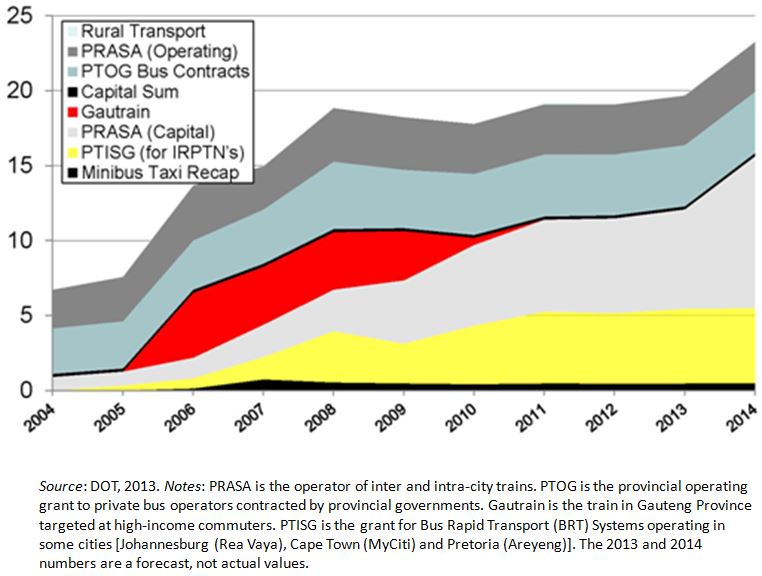 25
20
15
10
5
0
Rural Transport
PRASA (Operating)
PTOG Bus Contracts
Capital Sum
Gautrain
PRASA (Capital)
PTISG (for IRPTN's)
Minibus Taxi Recap
2004 2005 2006 2007 2008 2009 2010 2011 2012 2013 2014
Source: DOT, 2013. Notes: PRASA is the operator of inter and intra-city trains. PTOG is the provincial operating
grant to private bus operators contracted by provincial governments. Gautrain is the train in Gauteng Province
targeted at high-income commuters. PTISG is the grant for Bus Rapid Transport (BRT) Systems operating in
some cities [Johannesburg (Rea Vaya), Cape Town (MyCiti) and Pretoria (Areyeng)]. The 2013 and 2014
numbers are a forecast, not actual values.